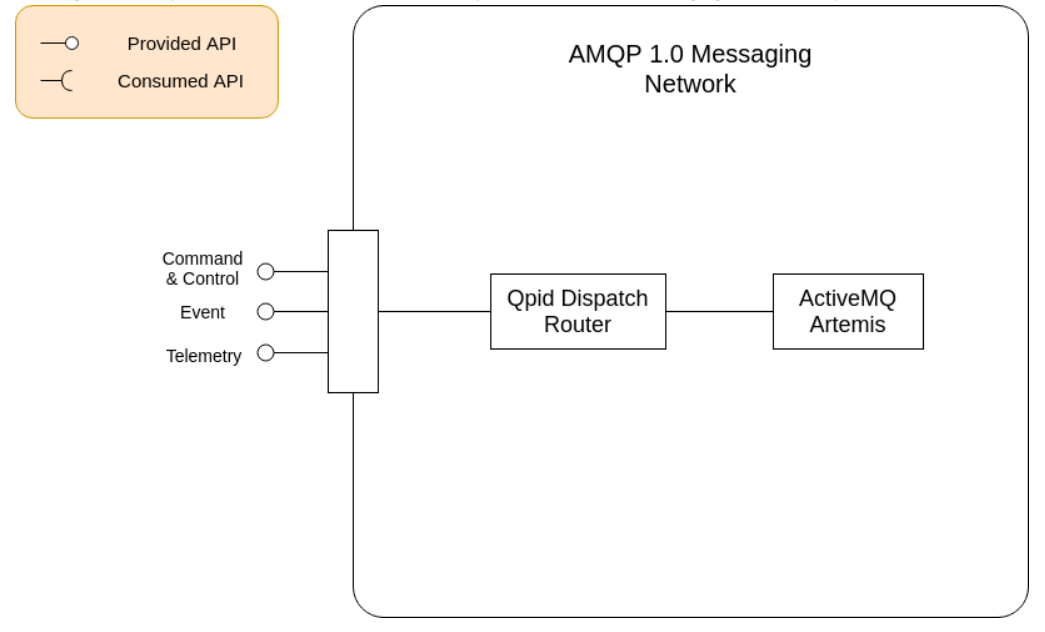 Provided API
Consumed API
AMQP 1.0 Messaging
Network
Command
& Control
Event
Telemetry
Qpid Dispatch
Router
ActiveMQ
Artemis